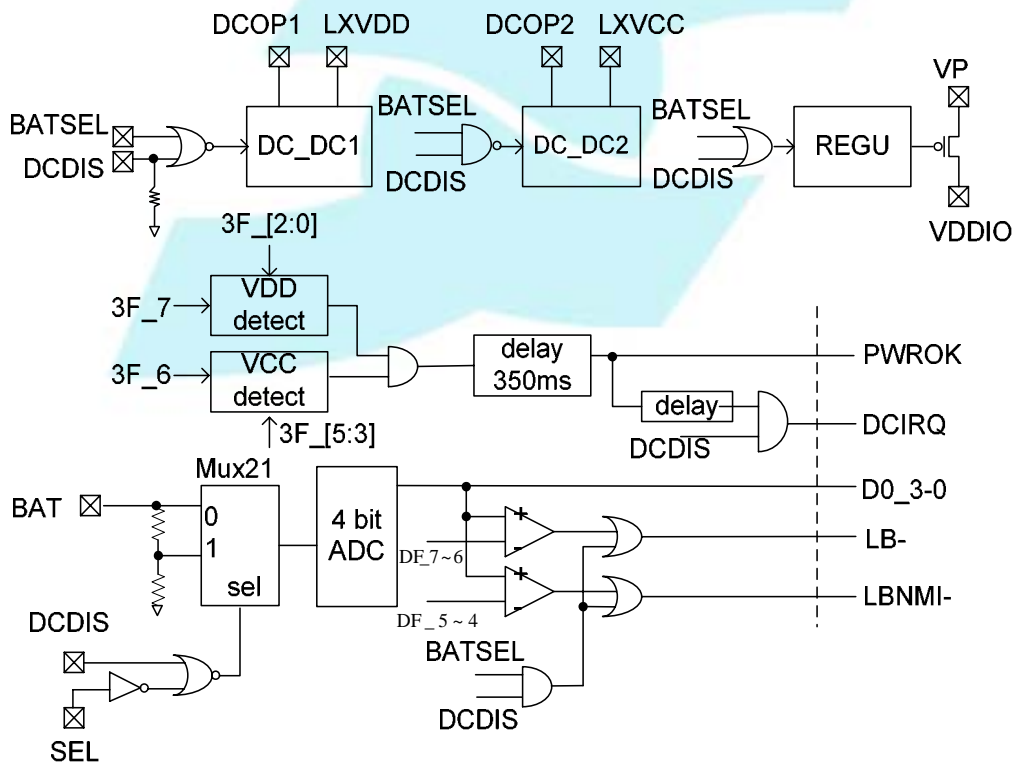 DCOP1 LXVDD DCOP2 LXVCC
VP
BATSEL BATSEL BATSEL
DCDIS DC_DC1 DC_DC2 REGU
DCDIS DCDIS
VDDIO
3F_[2:0]
3F_7 VDD
detect
3F_6 VCC
detect
3F_[5:3]
delay
350ms
PWROK
delay
DCDIS
DCIRQ
Mux21
BAT
0
1
sel
4 bit
ADC
D0_3-0
DF_7~6
LB-
DF_5~4
LBNMI-
DCDIS
SEL
BATSEL
DCDIS
+
-
+
-